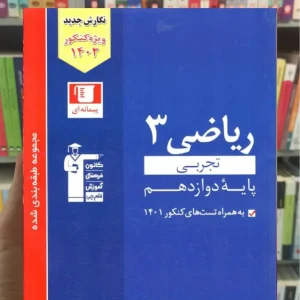 نگارش جدید
ویژه کنکور
۱۴۰۲
پیمانه‌ای
ریاضی ۳
تجربی
پایهٔ دوازدهم
به همراه تست‌های کنکور ۱۴۰۱
کانون
فرهنگی
آموزش
قلم‌چی
مجموعه طبقه‌بندی شده